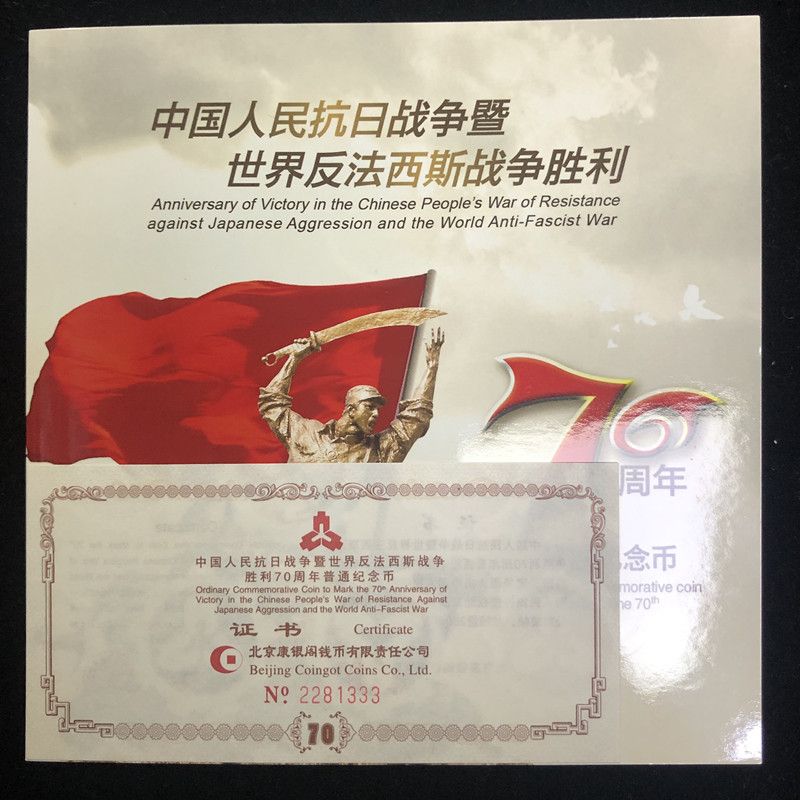 中国人民抗日战争暨
世界反法西斯战争胜利
Anniversary of Victory in the Chinese People's War of Resistance
against Japanese Aggression and the World Anti-Fascist War
70
周年
念币
morative coin
he 70th
中国人民抗日战争暨世界反法西斯战争
胜利70周年普通纪念币
Ordinary Commemorative Coin to Mark the 70th Anniversary of
Victory in the Chinese People's War of Resistance Against
Japanese Aggression and the World Anti-Fascist War
证书 Certificate
北京康银阁钱币有限责任公司
Beijing Coingot Coins Co., Ltd.
Nº 2281333
70